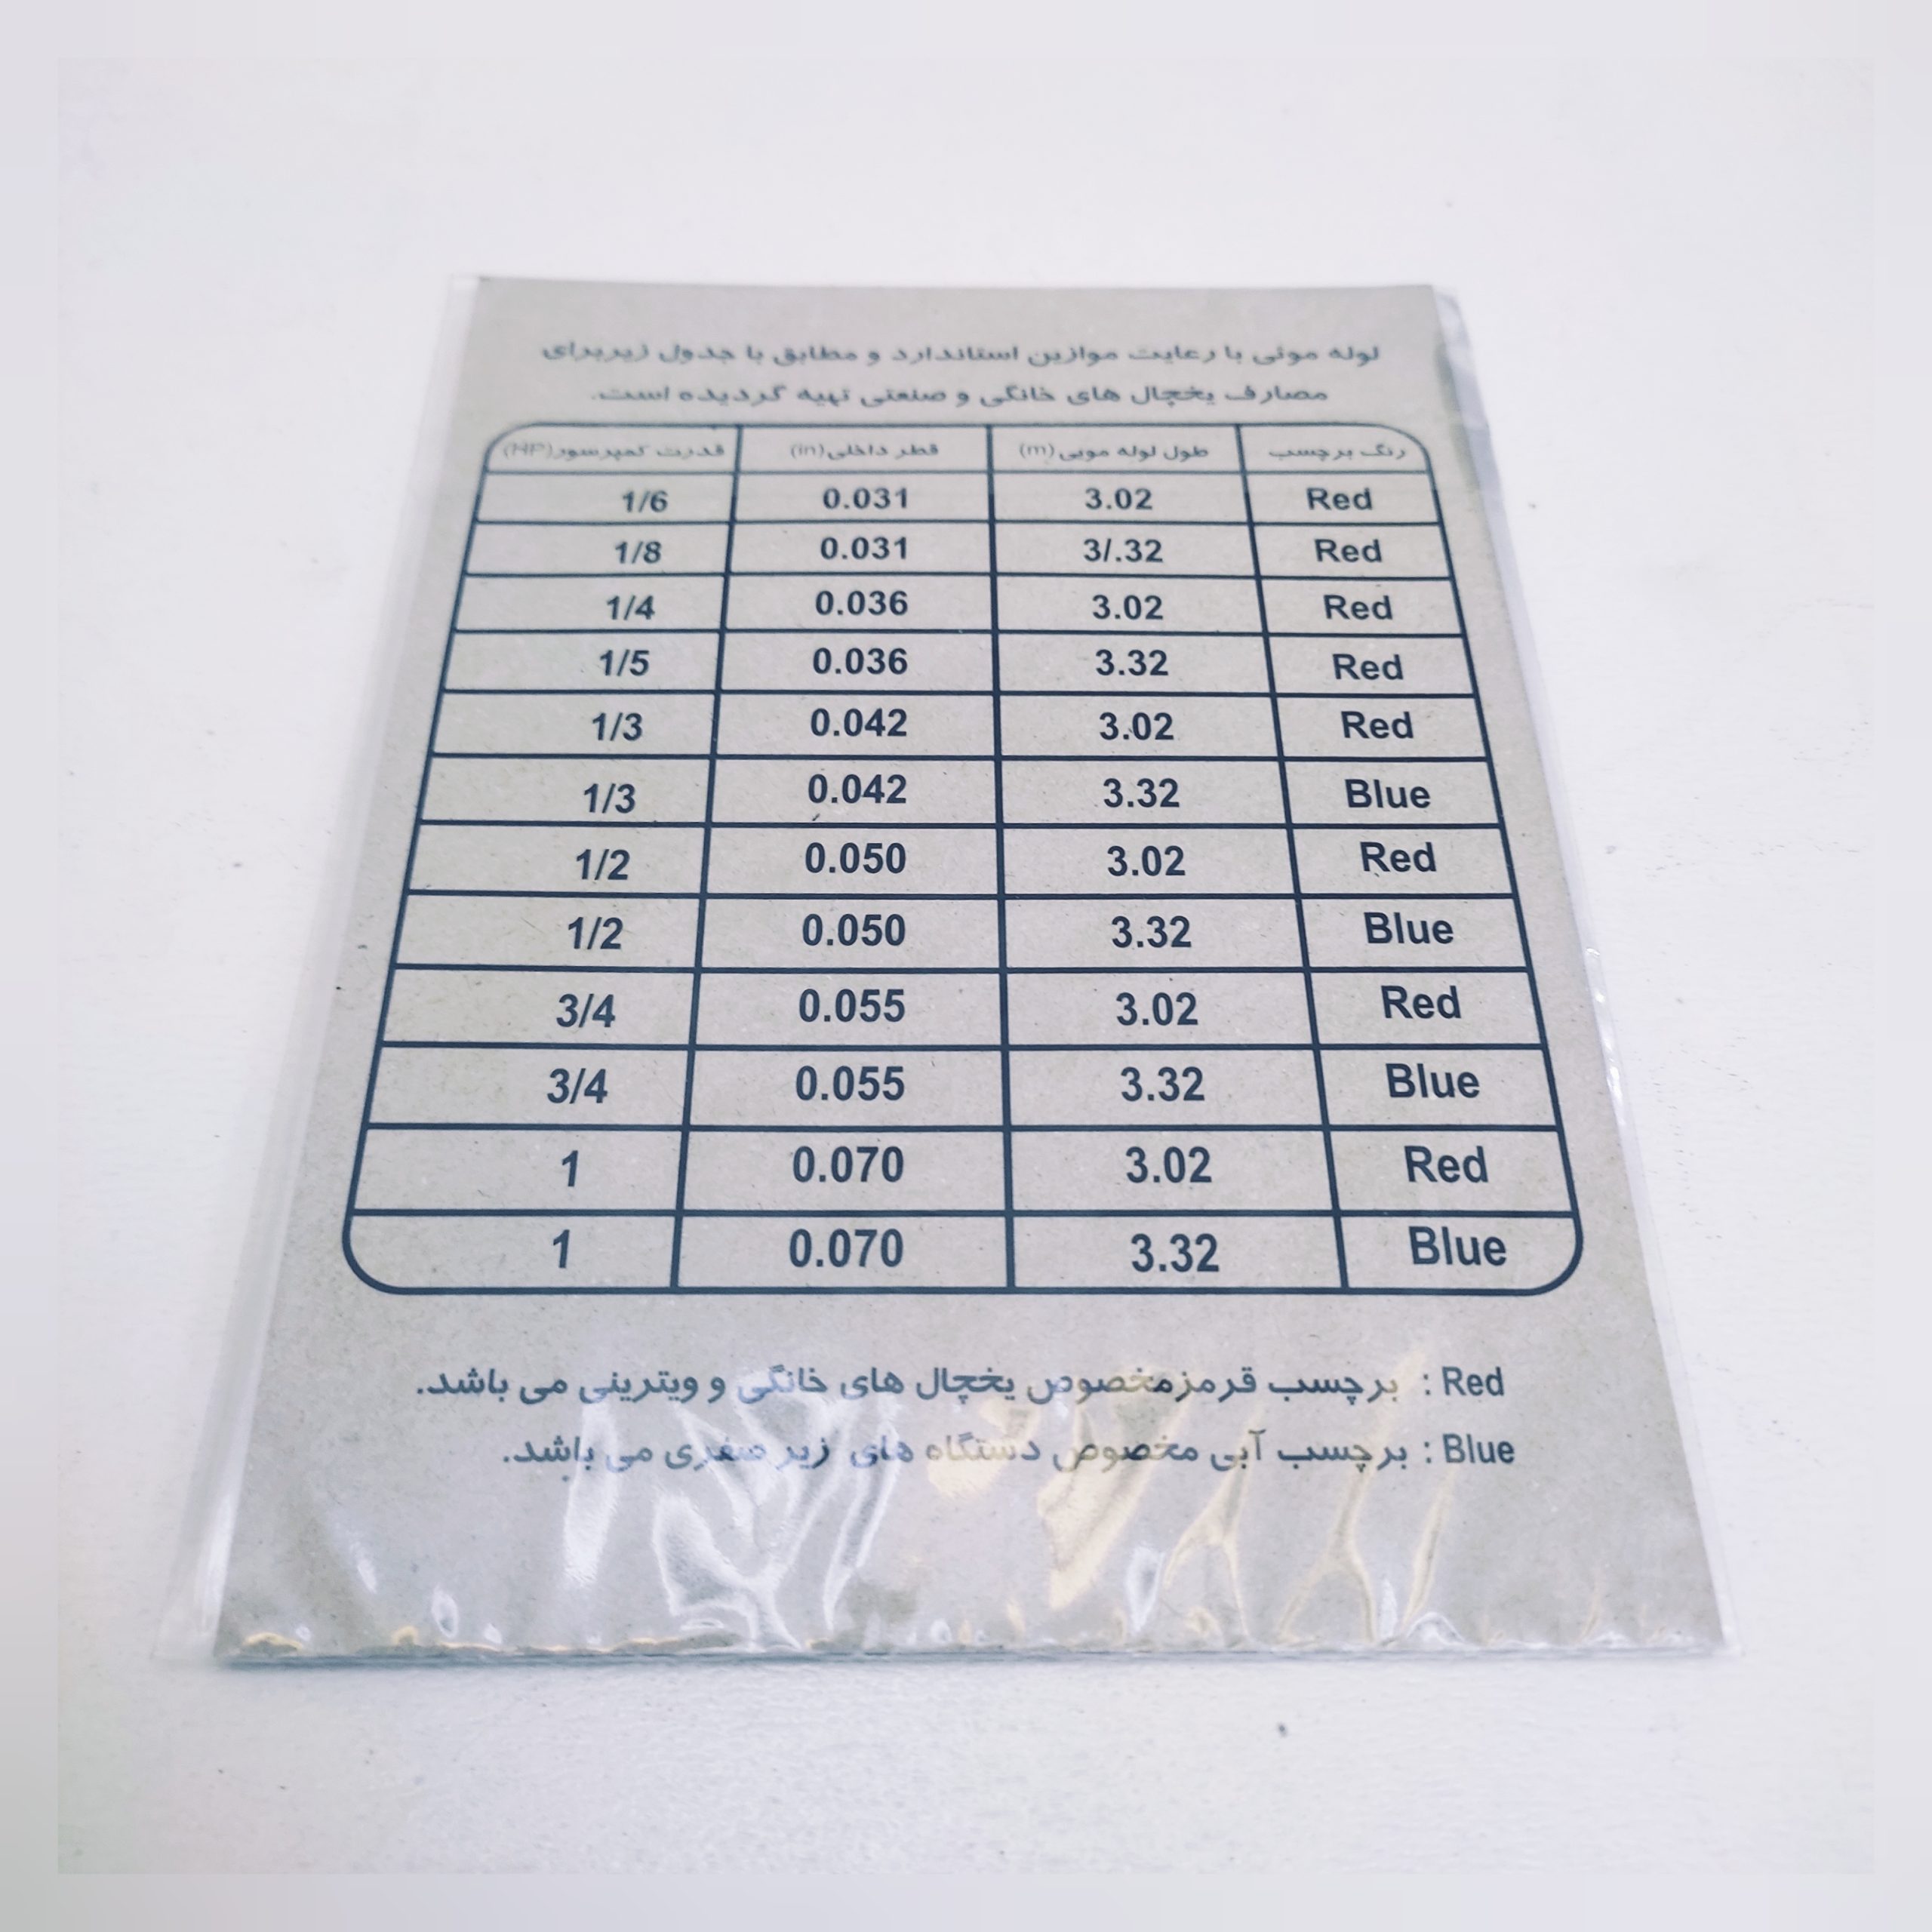 لوله موئی با رعایت موازین استاندارد و مطابق با جدول زیربرای
مصارف یخچال های خانگی و صنعتی تهیه گردیده است.
رنگ برچسب طول لوله مویی (m) قطر داخلی (in) قدرت کمپرسور (HP)
Red 3.02 0.031 1/6
Red 3/.32 0.031 1/8
Red 3.02 0.036 1/4
Red 3.32 0.036 1/5
Red 3.02 0.042 1/3
Blue 3.32 0.042 1/3
Red 3.02 0.050 1/2
Blue 3.32 0.050 1/2
Red 3.02 0.055 3/4
Blue 3.32 0.055 3/4
Red 3.02 0.070 1
Blue 3.32 0.070 1
Red : برچسب قرمزمخصوص یخچال های خانگی و ویترینی می باشد.
Blue : برچسب آبی مخصوص دستگاه های زیر صفری می باشد.